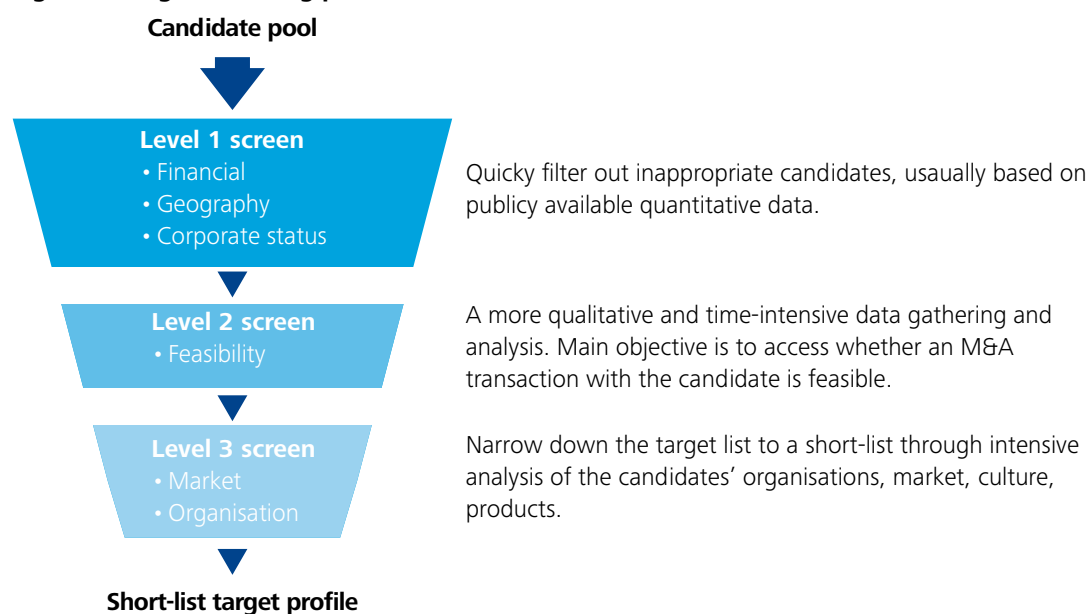 Candidate pool
Level 1 screen
• Financial
• Geography
• Corporate status
Quicky filter out inappropriate candidates, usaually based on
publicy available quantitative data.
Level 2 screen
• Feasibility
A more qualitative and time-intensive data gathering and
analysis. Main objective is to access whether an M&A
transaction with the candidate is feasible.
Level 3 screen
• Market
• Organisation
Narrow down the target list to a short-list through intensive
analysis of the candidates’ organisations, market, culture,
products.
Short-list target profile